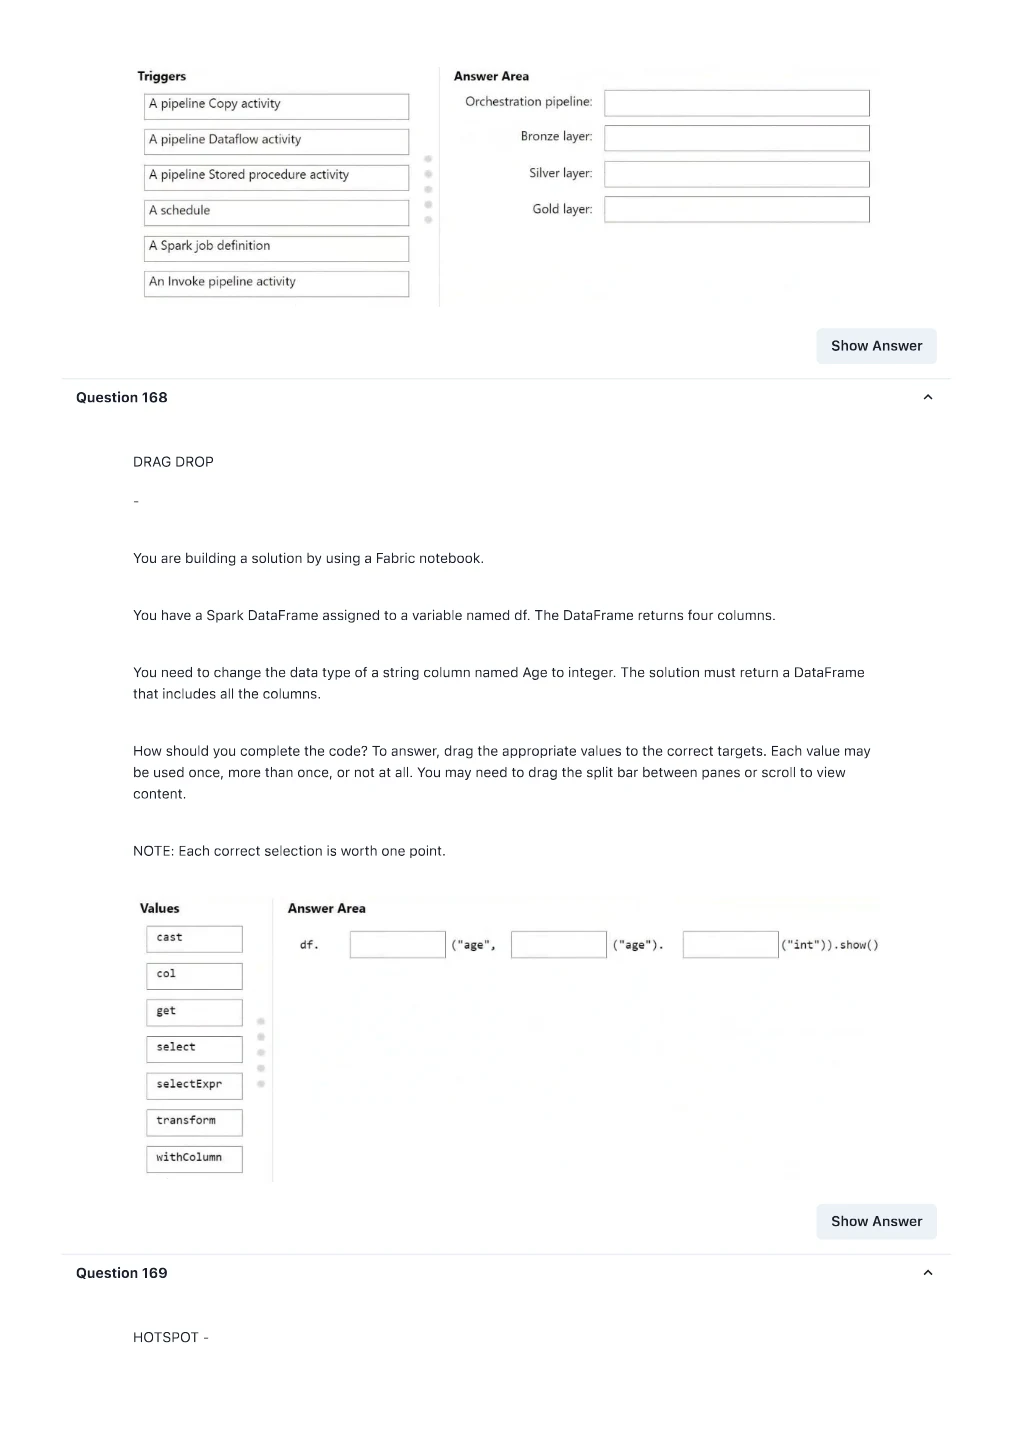 Triggers
A pipeline Copy activity
A pipeline Dataflow activity
A pipeline Stored procedure activity
A schedule
A Spark job definition
An Invoke pipeline activity
Answer Area
Orchestration pipeline:
Bronze layer:
Silver layer:
Gold layer:
Show Answer
Question 168
DRAG DROP
-
You are building a solution by using a Fabric notebook.
You have a Spark DataFrame assigned to a variable named df. The DataFrame returns four columns.
You need to change the data type of a string column named Age to integer. The solution must return a DataFrame
that includes all the columns.
How should you complete the code? To answer, drag the appropriate values to the correct targets. Each value may
be used once, more than once, or not at all. You may need to drag the split bar between panes or scroll to view
content.
NOTE: Each correct selection is worth one point.
Values
cast
col
get
select
selectExpr
transform
withColumn
Answer Area
df. ("age", ("age"). ("int")).show()
Show Answer
Question 169
HOTSPOT -